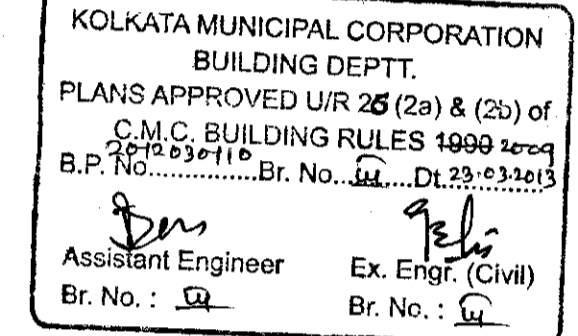 KOLKATA MUNICIPAL CORPORATION
BUILDING DEPTT.
PLANS APPROVED U/R 26 (2a) & (2b) of
C.M.C. BUILDING RULES 1990 2009
B.P. No. 2012030110 Br. No. Dt. 23.03.2013
Assistant Engineer Ex. Engr. (Civil)
Br. No. : Br. No. :